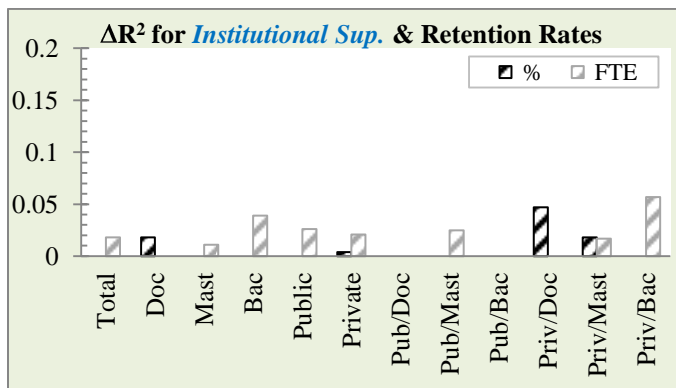 ΔR² for Institutional Sup. & Retention Rates
% FTE
0.2
0.15
0.1
0.05
0
Total
Doc
Mast
Bac
Public
Private
Pub/Doc
Pub/Mast
Pub/Bac
Priv/Doc
Priv/Mast
Priv/Bac